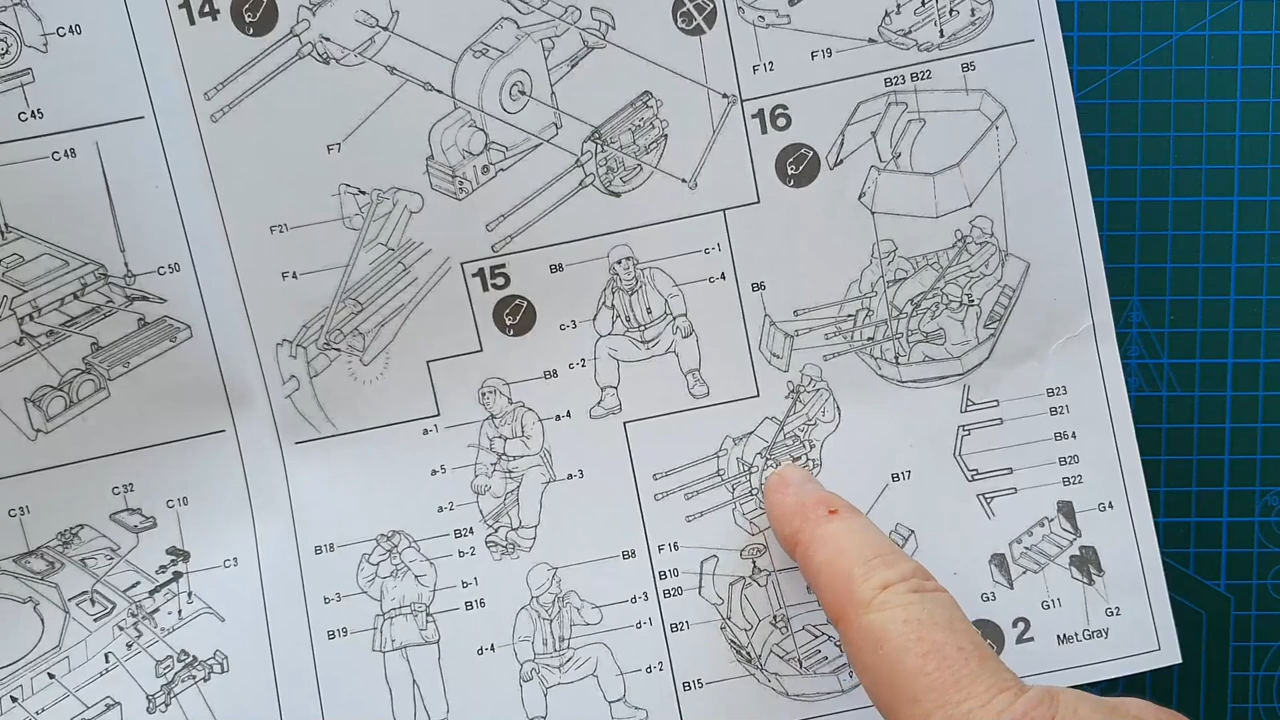 C40
C45
C48
C50
C31
C32
C10
C3
14
F7
F21
F4
F12
F19
15
B8
c-1
c-4
c-3
c-2
B8
a-1
a-4
a-5
a-3
a-2
B18
B24
b-2
b-3
b-1
B16
B19
B8
d-3
d-1
d-4
d-2
16
B23
B22
B5
B6
B17
F16
B10
B20
B21
B15
B23
B21
B64
B20
B22
G4
G3
G11
G2
Met.Gray
2